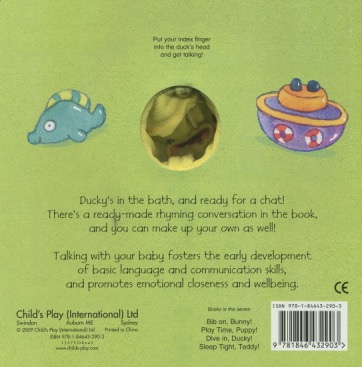 Put your index finger
into the duck's head
and get talking!
Ducky's in the bath, and ready for a chat!
There's a ready-made rhyming conversation in the book,
and you can make up your own as well!
Talking with your baby fosters the early development
of basic language and communication skills,
and promotes emotional closeness and wellbeing.
CE
Child's Play (International) Ltd
Swindon Auburn ME Sydney
© 2009 Child's Play (International) Ltd Printed in China
ISBN 978-1-84643-290-3
www.childs-play.com
Books in the series:
Bib on, Bunny!
Play Time, Puppy!
Dive in, Ducky!
Sleep Tight, Teddy!
ISBN 978-1-84643-290-3
9 781846 432903 >